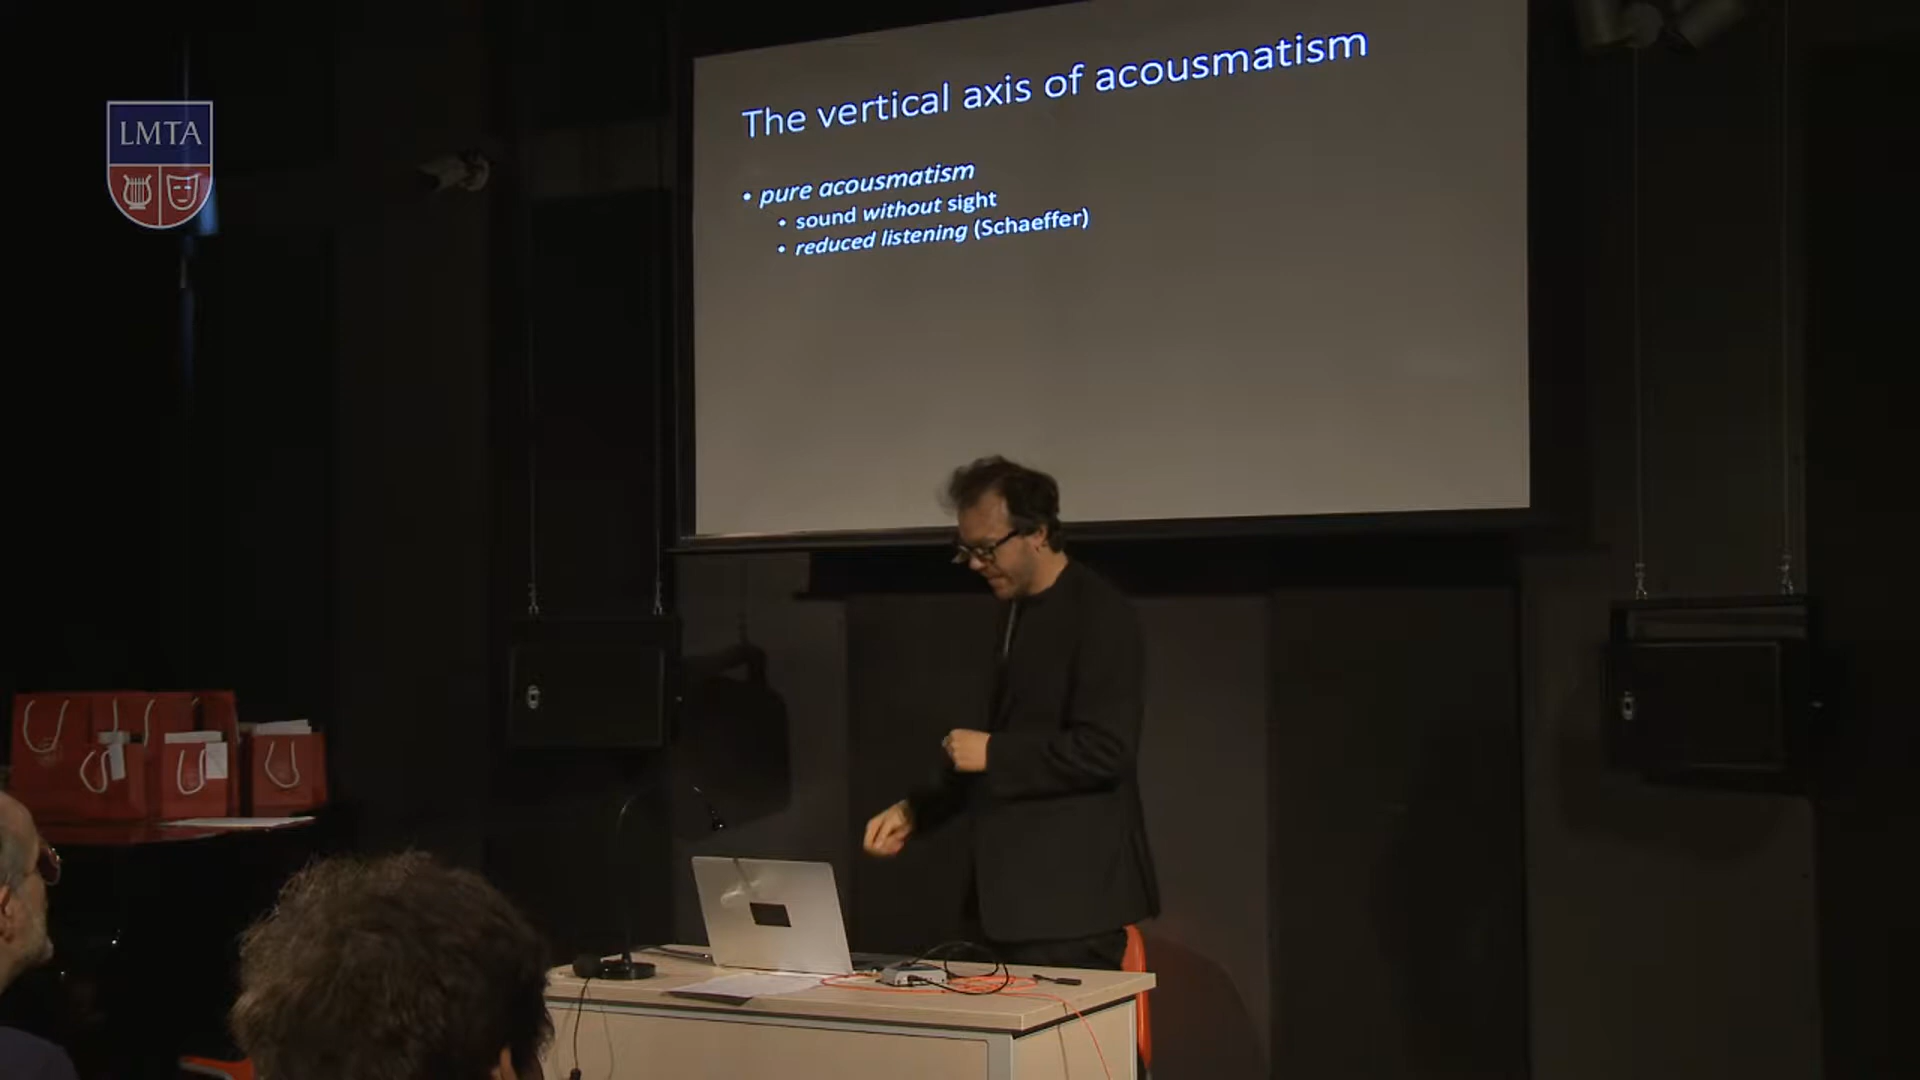 LMTA
The vertical axis of acousmatism
• pure acousmatism
• sound without sight
• reduced listening (Schaeffer)